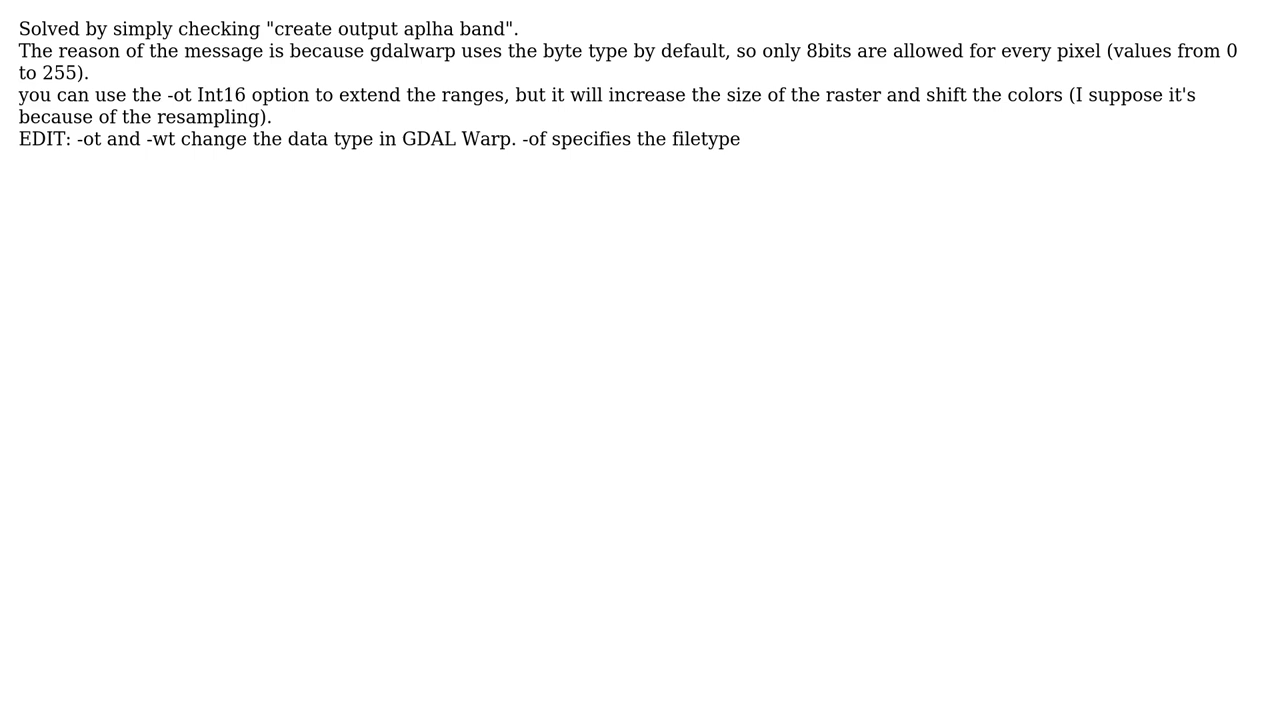 Solved by simply checking "create output aplha band".
The reason of the message is because gdalwarp uses the byte type by default, so only 8bits are allowed for every pixel (values from 0
to 255).
you can use the -ot Int16 option to extend the ranges, but it will increase the size of the raster and shift the colors (I suppose it's
because of the resampling).
EDIT: -ot and -wt change the data type in GDAL Warp. -of specifies the filetype